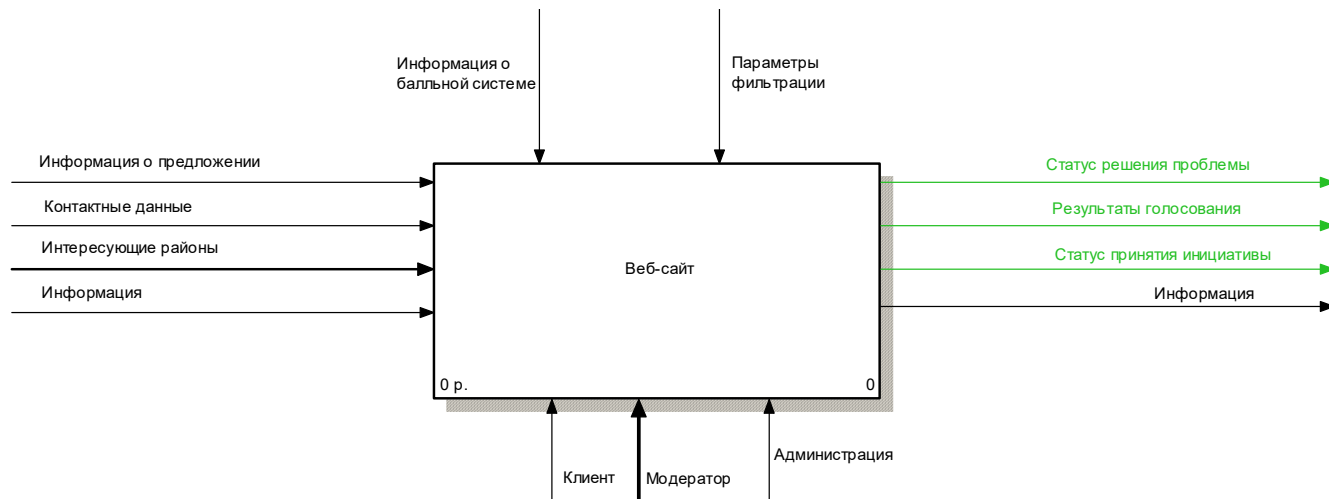 Информация о
балльной системе
Параметры
фильтрации
Информация о предложении
Контактные данные
Интересующие районы
Информация
Веб-сайт
0 р.
0
Статус решения проблемы
Результаты голосования
Статус принятия инициативы
Информация
Клиент
Модератор
Администрация